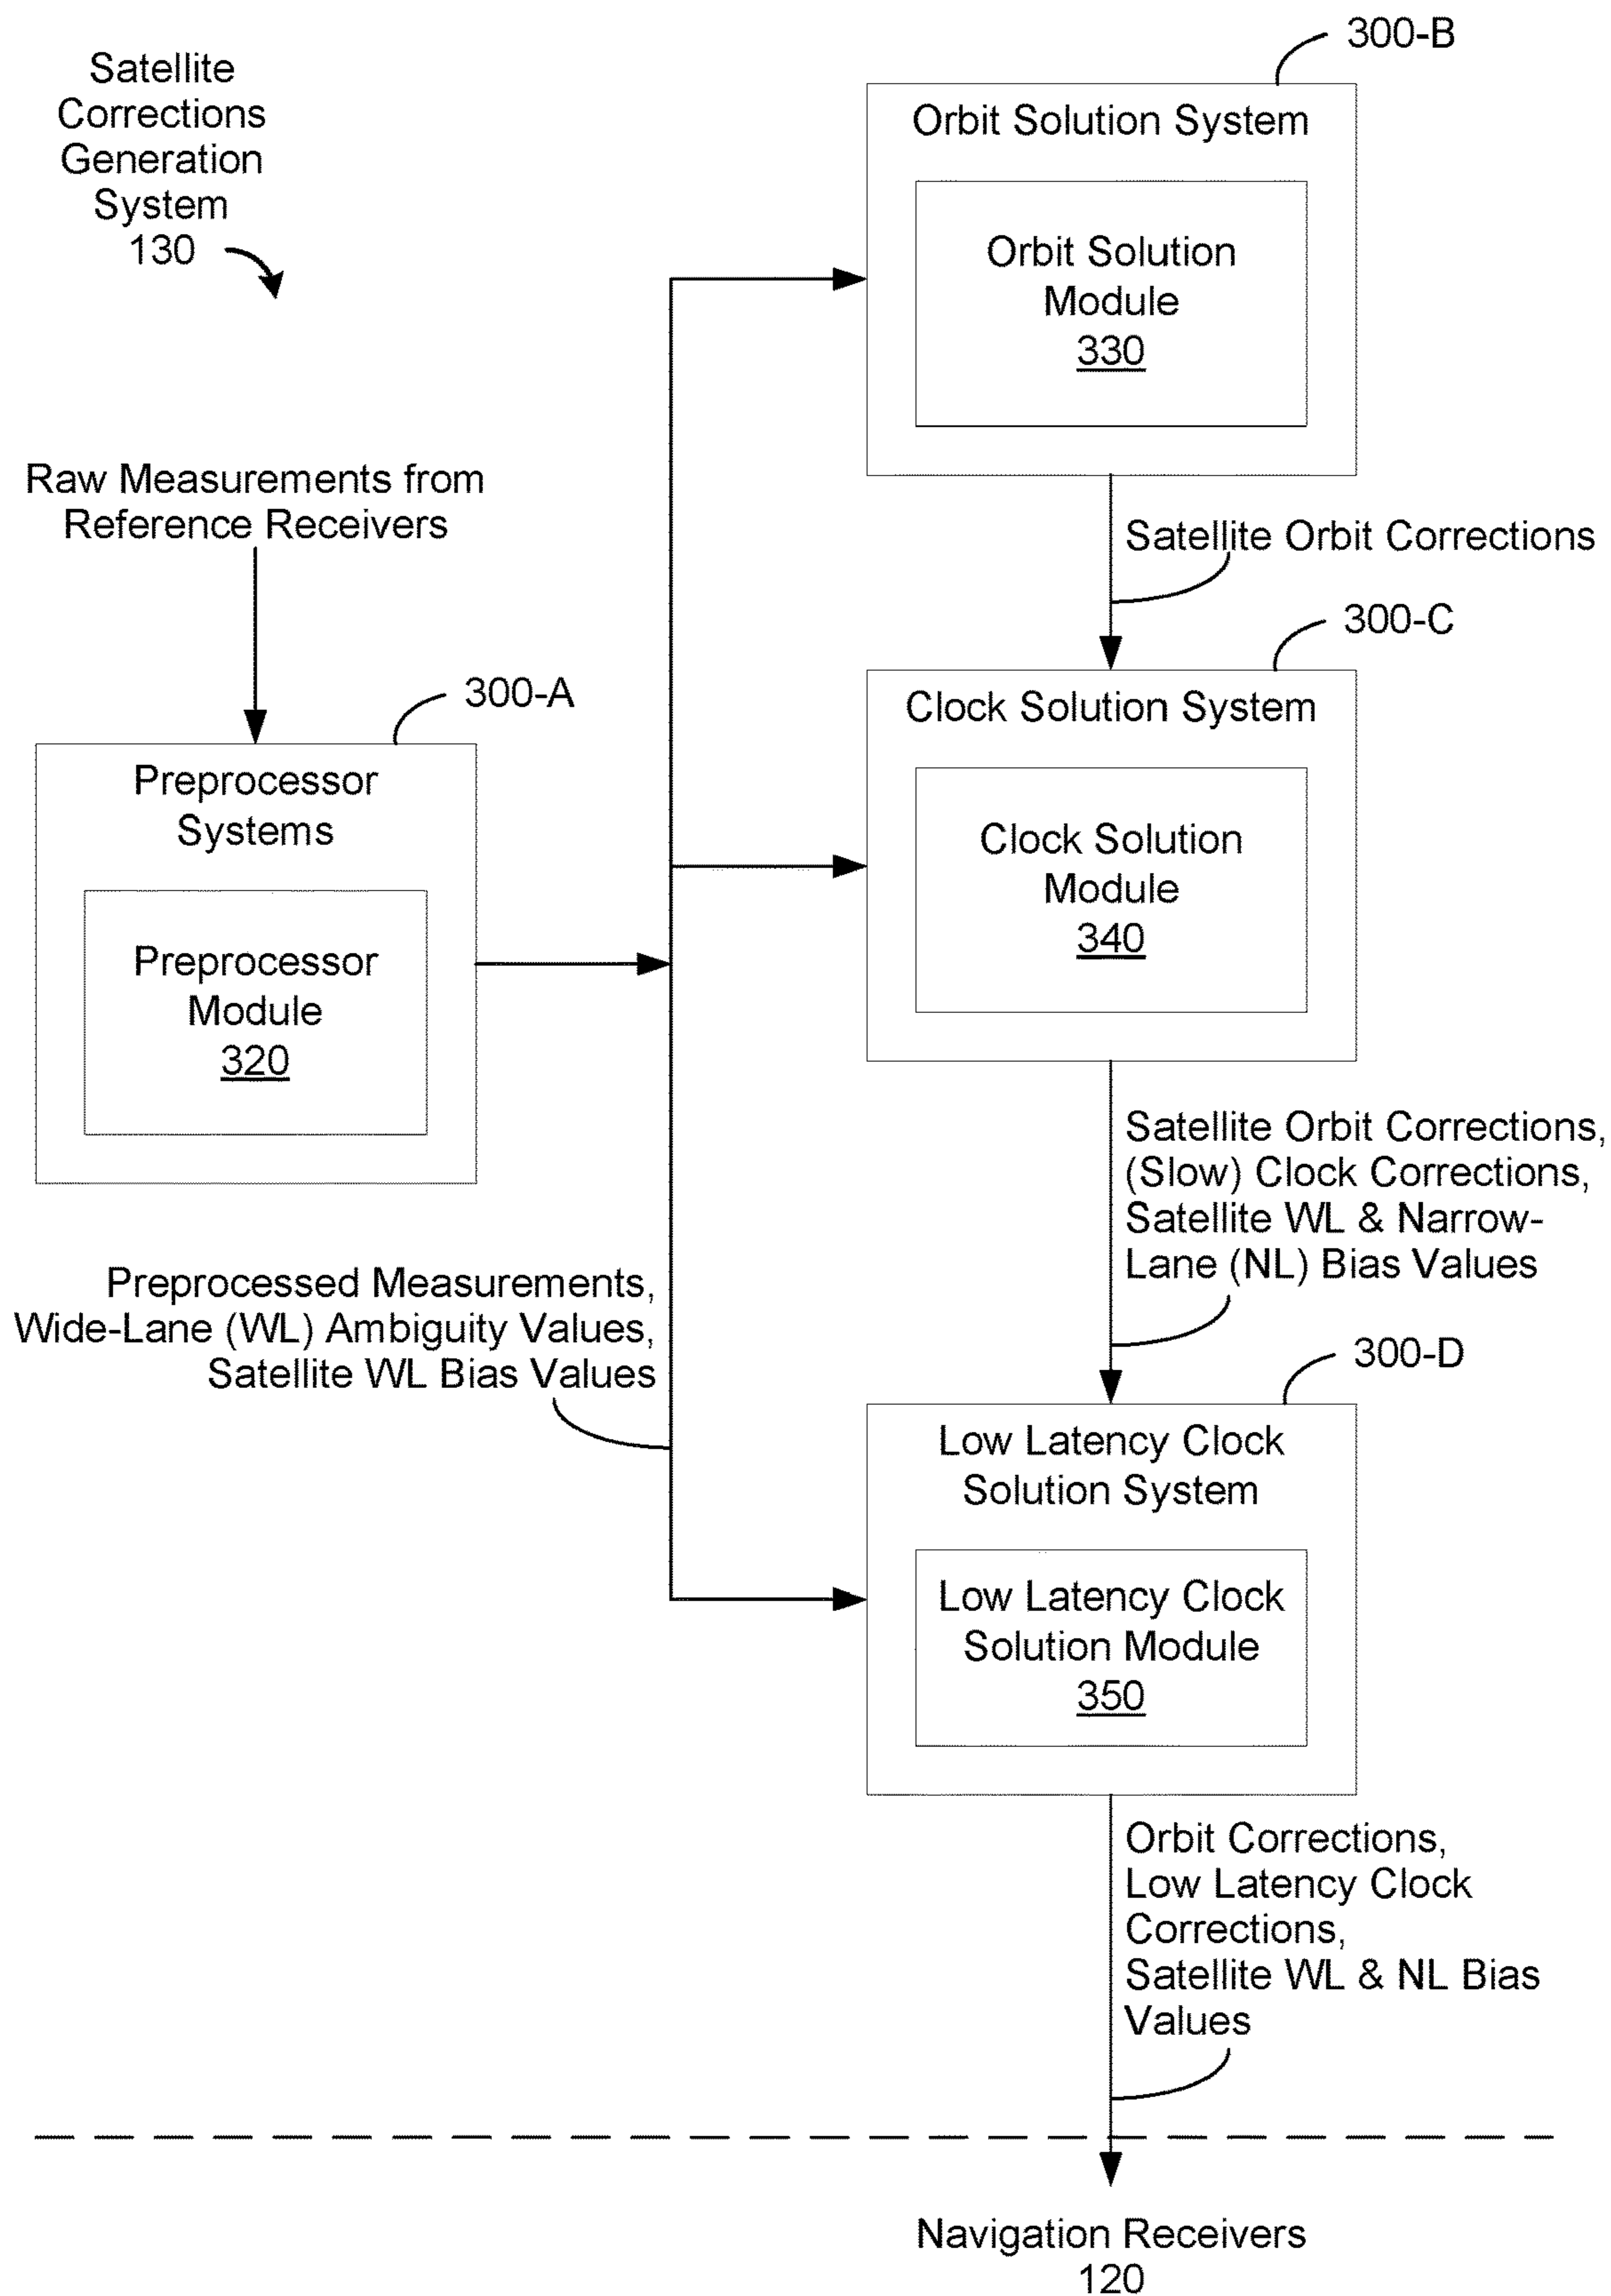 Satellite
Corrections
Generation
System
130
300-B
Orbit Solution System
Orbit Solution
Module
330
Raw Measurements from
Reference Receivers
Satellite Orbit Corrections
300-C
300-A
Clock Solution System
Clock Solution
Module
340
Preprocessor
Systems
Preprocessor
Module
320
Satellite Orbit Corrections,
(Slow) Clock Corrections,
Satellite WL & Narrow-
Lane (NL) Bias Values
Preprocessed Measurements,
Wide-Lane (WL) Ambiguity Values,
Satellite WL Bias Values
300-D
Low Latency Clock
Solution System
Low Latency Clock
Solution Module
350
Orbit Corrections,
Low Latency Clock
Corrections,
Satellite WL & NL Bias
Values
Navigation Receivers
120